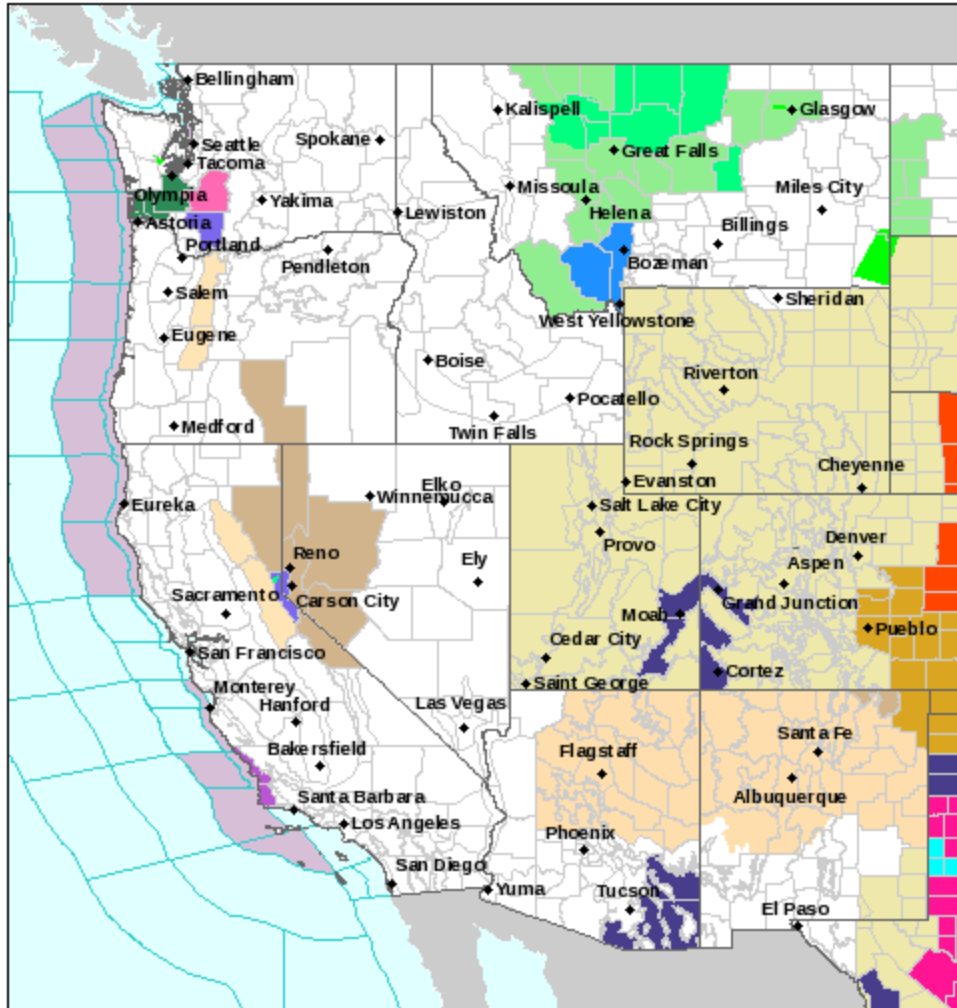 Bellingham
Kalispell
Glasgow
Seattle
Spokane
Great Falls
Tacoma
Missoula
Miles City
Olympia
Yakima
Lewiston
Helena
Astoria
Billings
Portland
Pendleton
Bozeman
Salem
Sheridan
West Yellowstone
Eugene
Boise
Riverton
Pocatello
Medford
Twin Falls
Rock Springs
Cheyenne
Elko
Evanston
Winnemucca
Eureka
Salt Lake City
Denver
Provo
Reno
Ely
Aspen
Sacramento
Carson City
Grand Junction
Moab
Pueblo
Cedar City
San Francisco
Cortez
Saint George
Monterey
Hanford
Las Vegas
Santa Fe
Bakersfield
Flagstaff
Albuquerque
Santa Barbara
Los Angeles
Phoenix
San Diego
Yuma
Tucson
El Paso